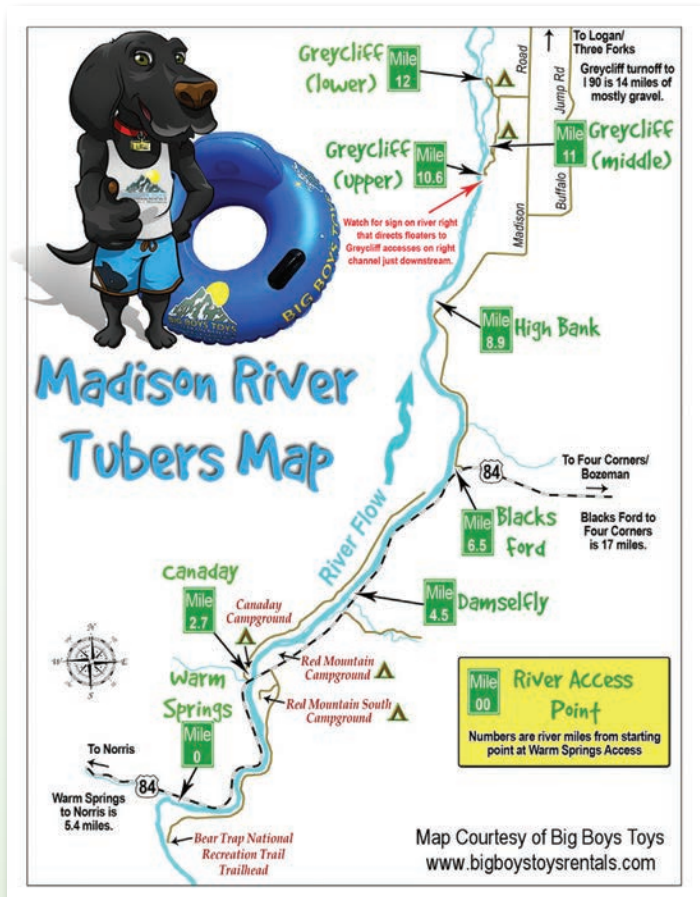 Greycliff
(lower)
Mile
12
Road
To Logan/
Three Forks
Greycliff turnoff to
I 90 is 14 miles of
mostly gravel.
Jump Rd
Greycliff
(upper)
Mile
10.6
Mile
11
Greycliff
(middle)
Buffalo
Madison
Watch for sign on river right
that directs floaters to
Greycliff accesses on right
channel just downstream.
BIG BOYS TOYS
BIG BOYS TO
Mile
8.9
High Bank
Madison River
Tubers Map
River Flow
84
To Four Corners/
Bozeman
Blacks Ford to
Four Corners
is 17 miles.
Mile
6.5
Blacks
Ford
Canaday
Mile
2.7
Canaday
Campground
Mile
4.5
Damselfly
N
W
E
S
Red Mountain
Campground
Warm
Springs
Mile
0
Red Mountain South
Campground
Mile
00
River Access
Point
Numbers are river miles from starting
point at Warm Springs Access
To Norris
84
Warm Springs
to Norris is
5.4 miles.
Bear Trap National
Recreation Trail
Trailhead
Map Courtesy of Big Boys Toys
www.bigboystoysrentals.com